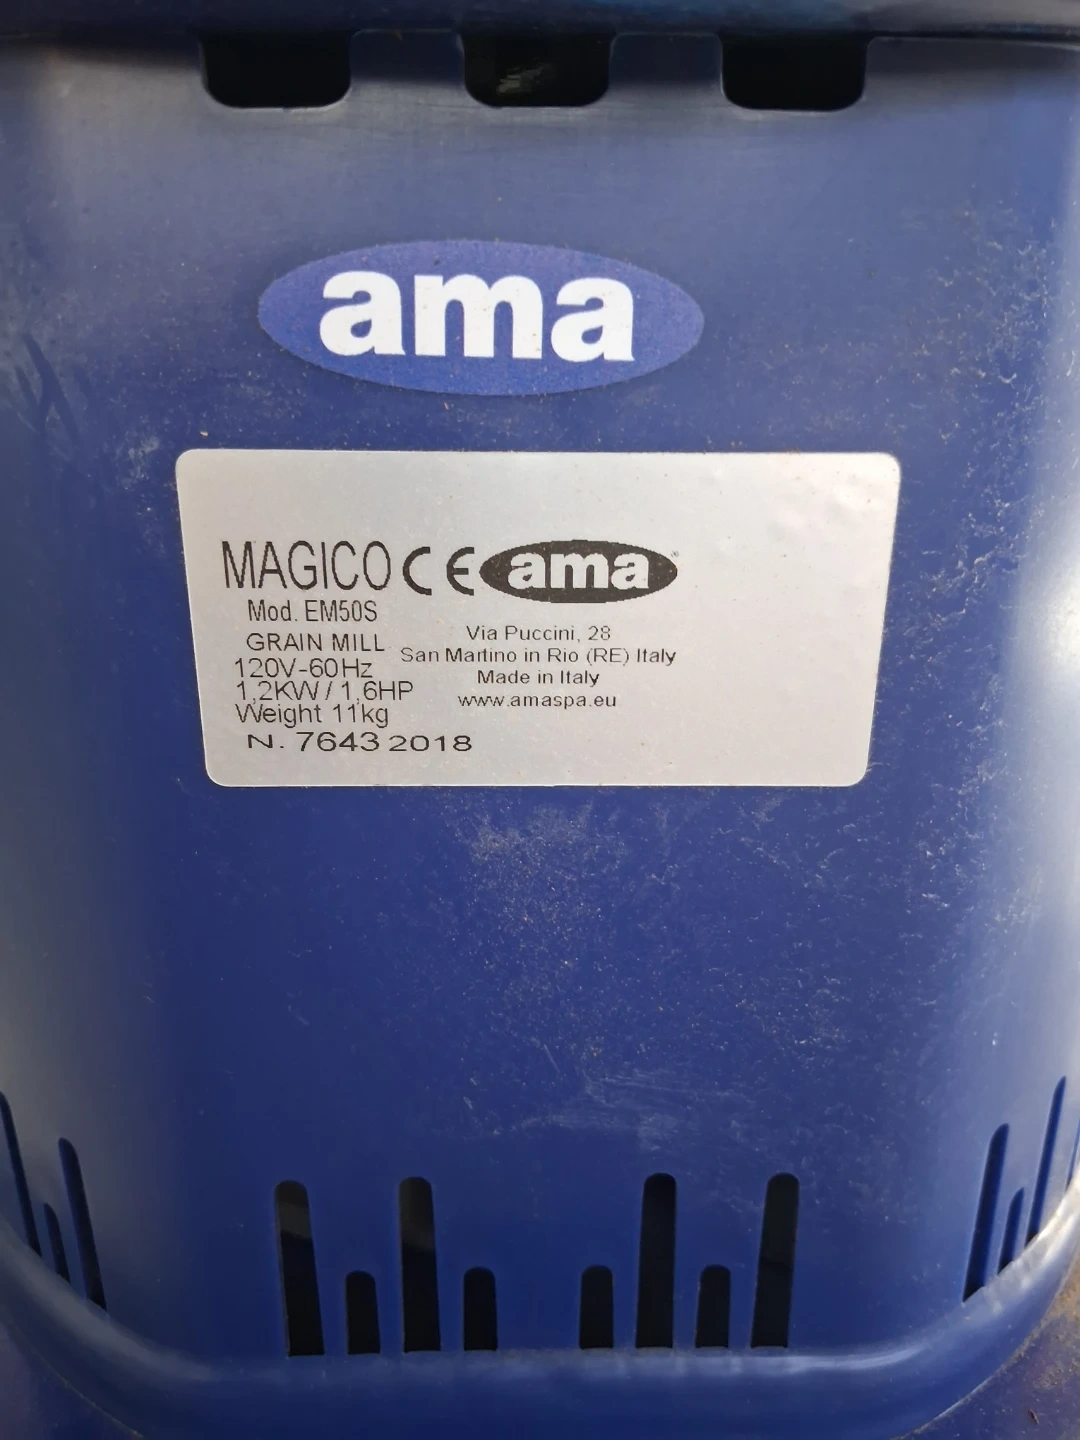 ama
MAGICO CE ama®
Mod. EM50S
GRAIN MILL
120V-60Hz
1,2KW / 1,6HP
Weight 11kg
N. 7643 2018
Via Puccini, 28
San Martino in Rio (RE) Italy
Made in Italy
www.amaspa.eu